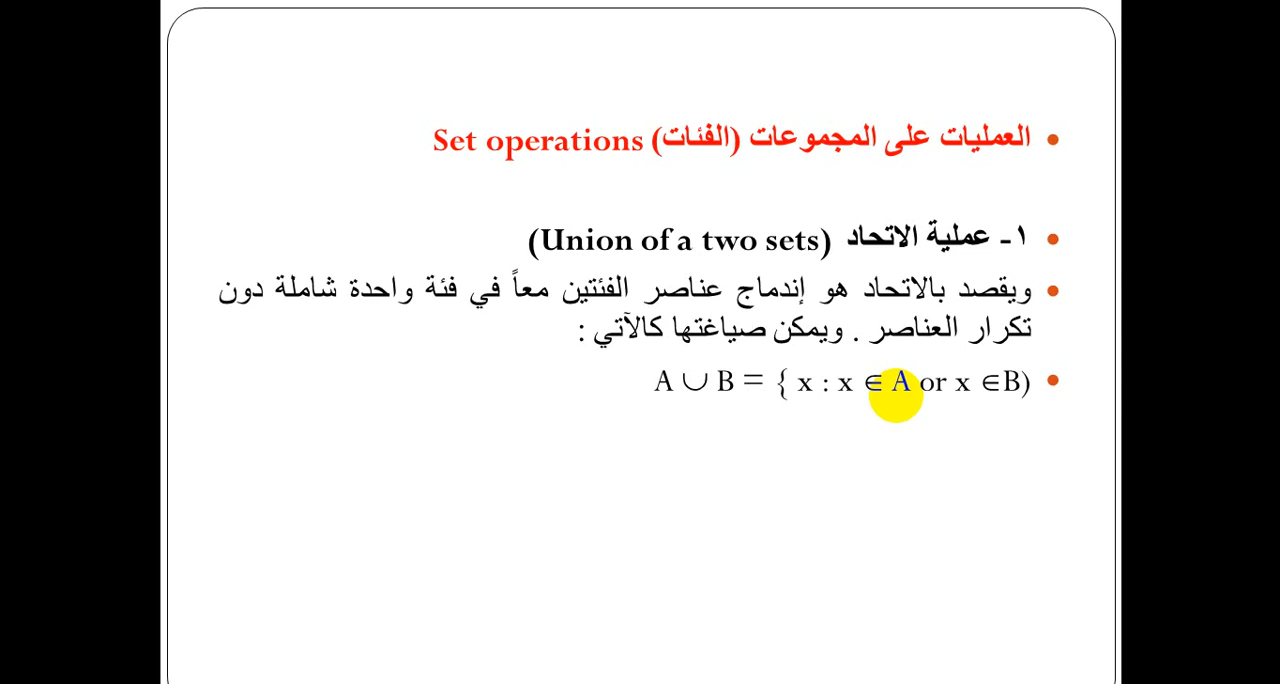 • العمليات على المجموعات (الفئات) Set operations
• ١- عملية الاتحاد (Union of a two sets)
• ويقصد بالاتحاد هو إندماج عناصر الفئتين معاً في فئة واحدة شاملة دون
تكرار العناصر . ويمكن صياغتها كالآتي :
• A ∪ B = { x : x ∈ A or x ∈B)